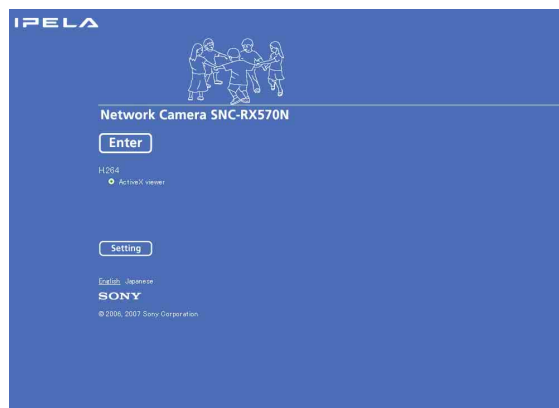 IPELA
Network Camera SNC-RX570N
Enter
H.264
ActiveX viewer
Setting
English Japanese
SONY
© 2006, 2007 Sony Corporation